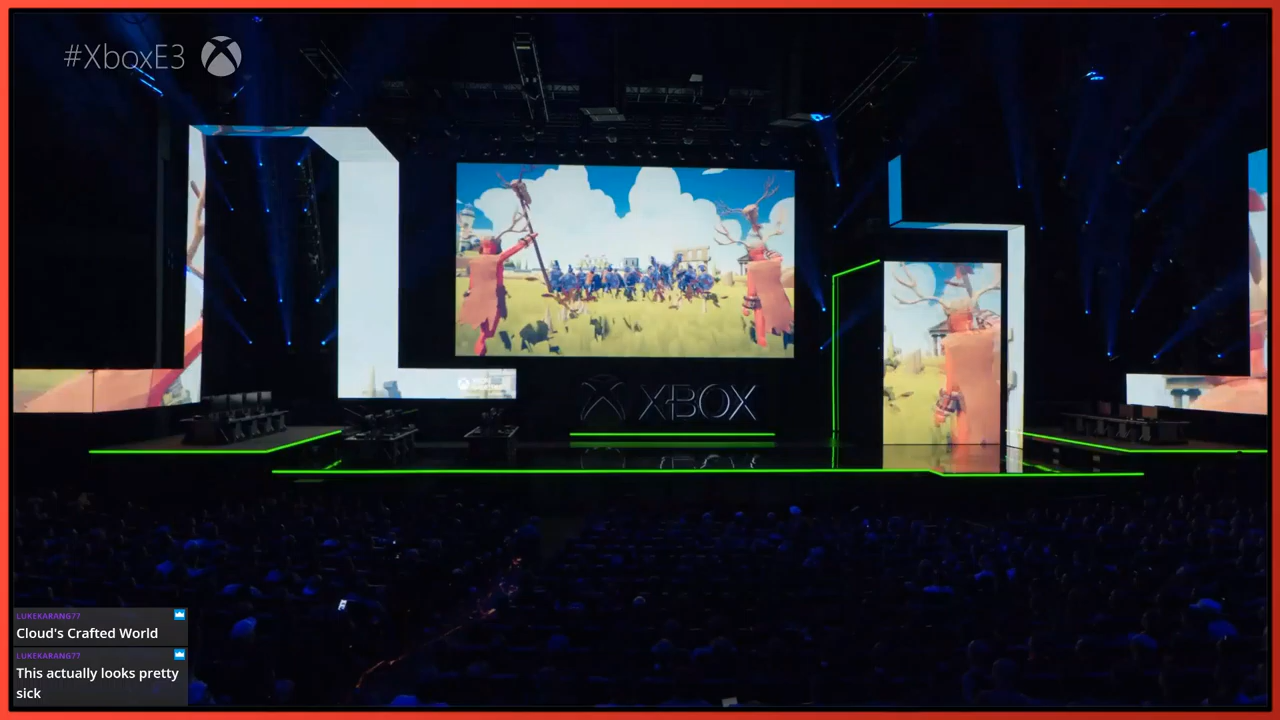 #XboxE3
XBOX
LUKEKARANG77
Cloud's Crafted World
LUKEKARANG77
This actually looks pretty
sick